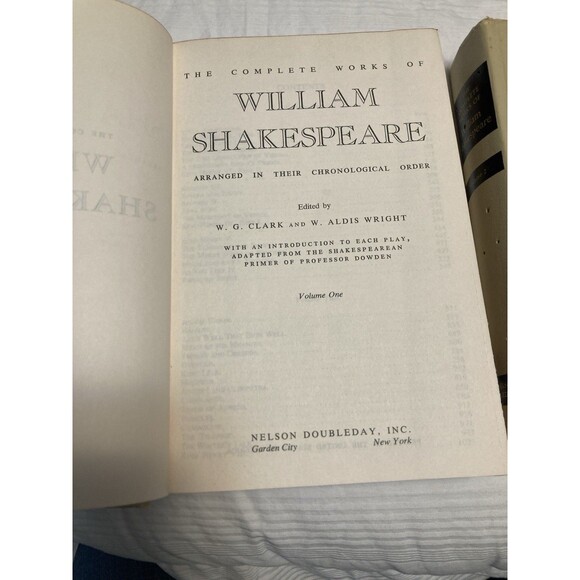 THE COMPLETE WORKS OF
WILLIAM
SHAKESPEARE
ARRANGED IN THEIR CHRONOLOGICAL ORDER
Edited by
W. G. CLARK AND W. ALDIS WRIGHT
WITH AN INTRODUCTION TO EACH PLAY,
ADAPTED FROM THE SHAKESPEAREAN
PRIMER OF PROFESSOR DOWDEN
Volume One
NELSON DOUBLEDAY, INC.
Garden City New York